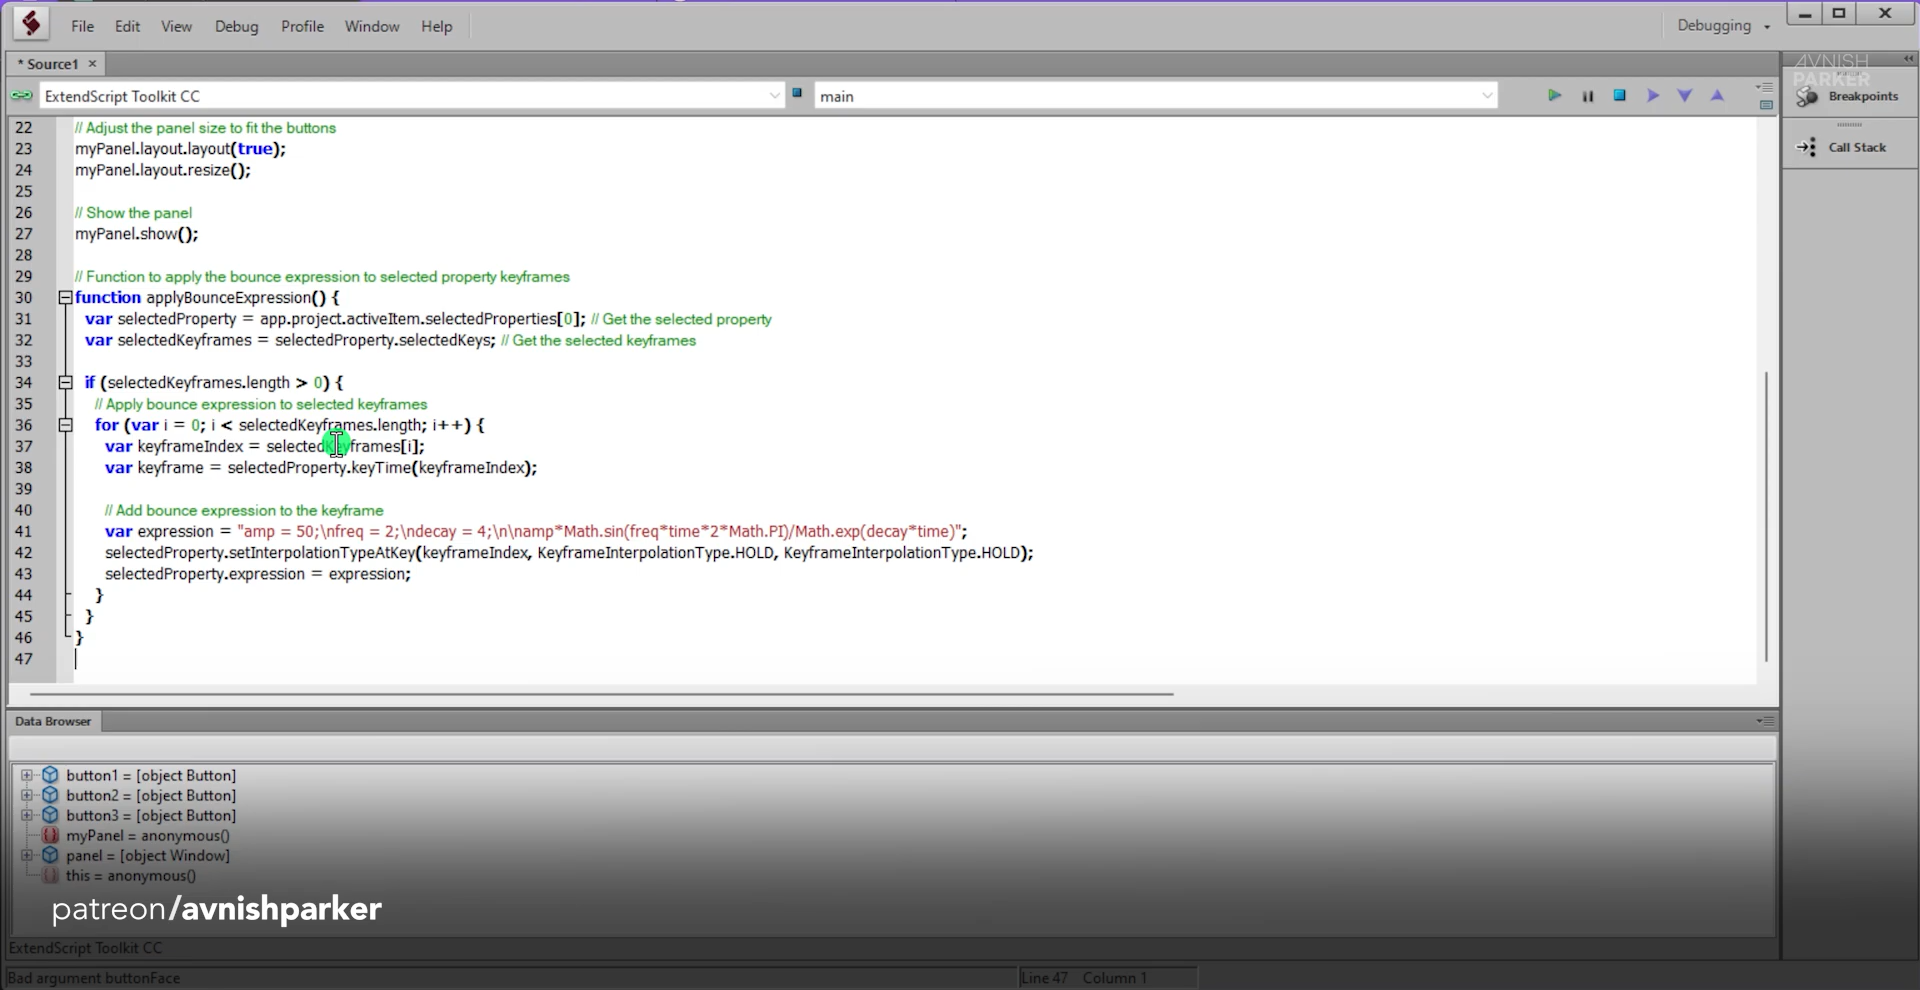 File Edit View Debug Profile Window Help
Debugging
* Source1 ×
AVNISH
PARKER
ExtendScript Toolkit CC
main
Breakpoints
Call Stack
22 // Adjust the panel size to fit the buttons
23 myPanel.layout.layout(true);
24 myPanel.layout.resize();
25
26 // Show the panel
27 myPanel.show();
28
29 // Function to apply the bounce expression to selected property keyframes
30 function applyBounceExpression() {
31 var selectedProperty = app.project.activeItem.selectedProperties[0]; // Get the selected property
32 var selectedKeyframes = selectedProperty.selectedKeys; // Get the selected keyframes
33
34 if (selectedKeyframes.length > 0) {
35 // Apply bounce expression to selected keyframes
36 for (var i = 0; i < selectedKeyframes.length; i++) {
37 var keyframeIndex = selectedKeyframes[i];
38 var keyframe = selectedProperty.keyTime(keyframeIndex);
39
40 // Add bounce expression to the keyframe
41 var expression = "amp = 50;\nfreq = 2;\ndecay = 4;\n\namp*Math.sin(freq*time*2*Math.PI)/Math.exp(decay*time)";
42 selectedProperty.setInterpolationTypeAtKey(keyframeIndex, KeyframeInterpolationType.HOLD, KeyframeInterpolationType.HOLD);
43 selectedProperty.expression = expression;
44 }
45 }
46 }
47
Data Browser
button1 = [object Button]
button2 = [object Button]
button3 = [object Button]
myPanel = anonymous()
panel = [object Window]
this = anonymous()
patreon/avnishparker
ExtendScript Toolkit CC
Bad argument buttonFace
Line 47 Column 1